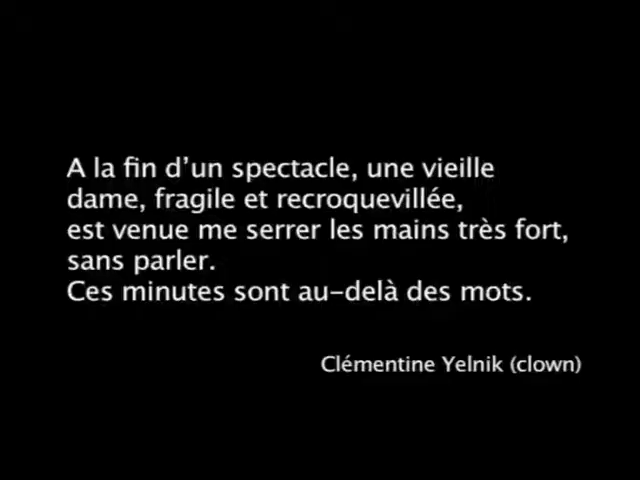 A la fin d'un spectacle, une vieille
dame, fragile et recroquevillée,
est venue me serrer les mains très fort,
sans parler.
Ces minutes sont au-delà des mots.
Clémentine Yelnik (clown)